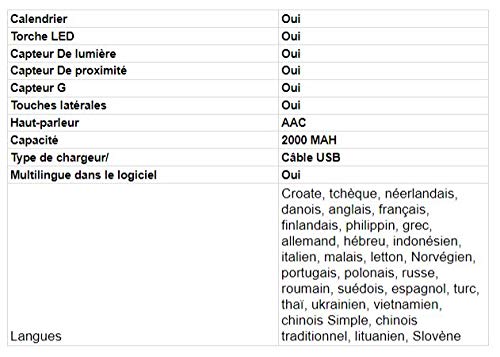 Calendrier Oui
Torche LED Oui
Capteur De lumière Oui
Capteur De proximité Oui
Capteur G Oui
Touches latérales Oui
Haut-parleur AAC
Capacité 2000 MAH
Type de chargeur/ Câble USB
Multilingue dans le logiciel Oui
Croate, tchèque, néerlandais,
danois, anglais, français,
finlandais, philippin, grec,
allemand, hébreu, indonésien,
italien, malais, letton, Norvégien,
portugais, polonais, russe,
roumain, suédois, espagnol, turc,
thaï, ukrainien, vietnamien,
chinois Simple, chinois
Langues traditionnel, lituanien, Slovène